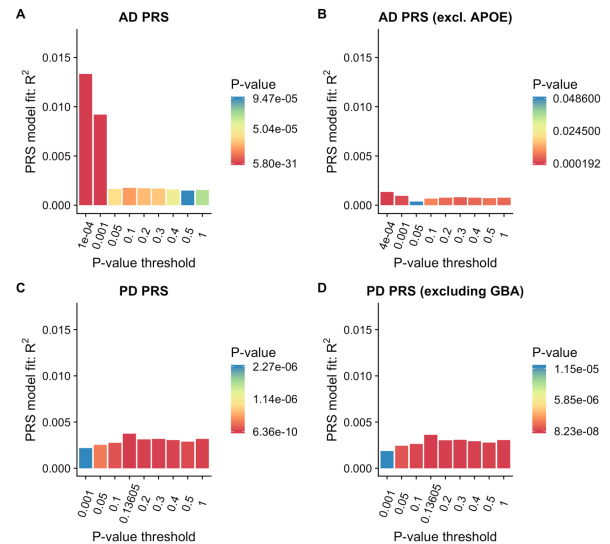 A
AD PRS
PRS model fit: R²
0.015
0.010
0.005
0.000
1e-04
0.001
0.05
0.1
0.2
0.3
0.4
0.5
1
P-value threshold
P-value
9.47e-05
5.04e-05
5.80e-31
B
AD PRS (excl. APOE)
PRS model fit: R²
0.015
0.010
0.005
0.000
4e-04
0.001
0.05
0.1
0.2
0.3
0.4
0.5
1
P-value threshold
P-value
0.048600
0.024500
0.000192
C
PD PRS
PRS model fit: R²
0.015
0.010
0.005
0.000
0.001
0.05
0.1
0.13605
0.2
0.3
0.4
0.5
1
P-value threshold
P-value
2.27e-06
1.14e-06
6.36e-10
D
PD PRS (excluding GBA)
PRS model fit: R²
0.015
0.010
0.005
0.000
0.001
0.05
0.1
0.13605
0.2
0.3
0.4
0.5
1
P-value threshold
P-value
1.15e-05
5.85e-06
8.23e-08